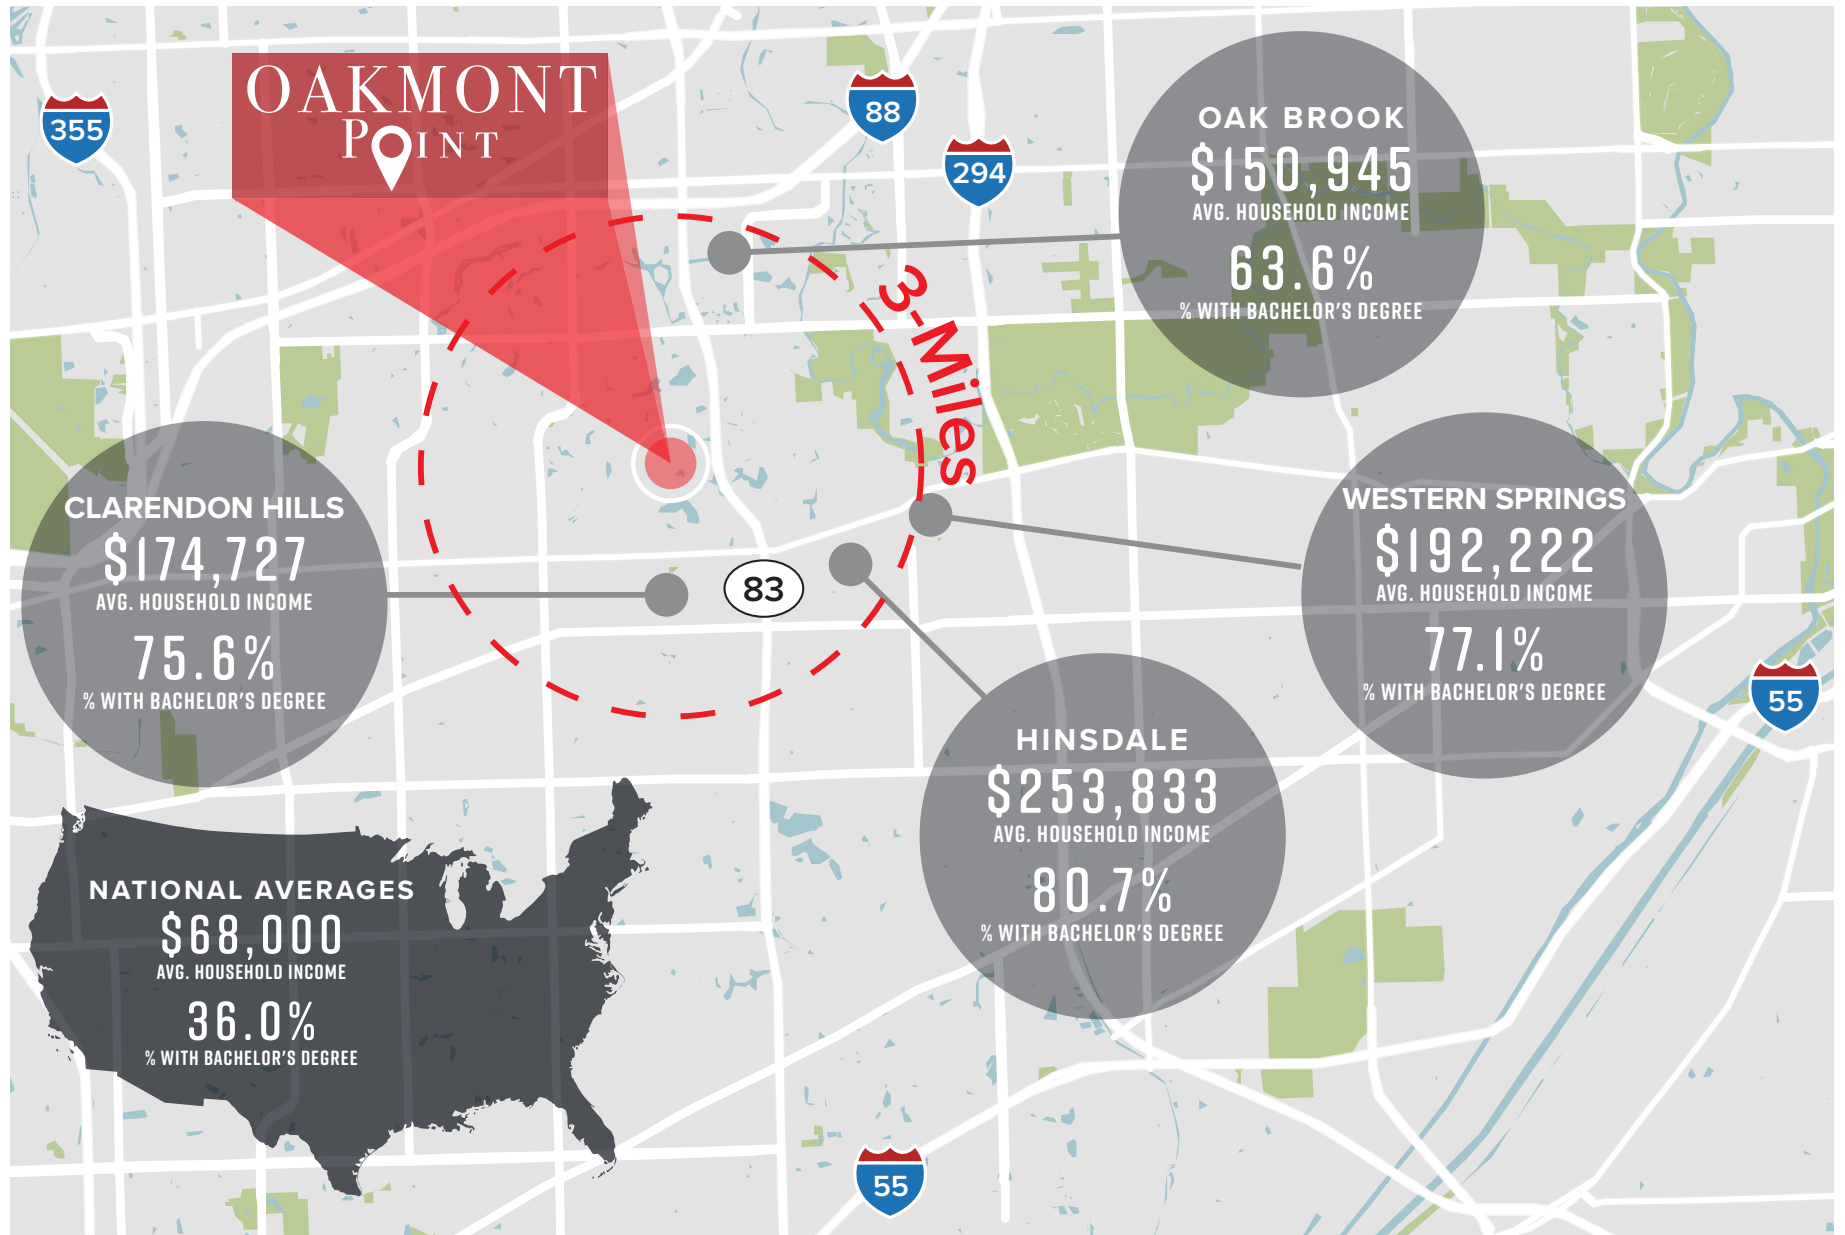 OAKMONT
POINT
355
88
294
OAK BROOK
$150,945
AVG. HOUSEHOLD INCOME
63.6%
% WITH BACHELOR'S DEGREE
3-Miles
CLARENDON HILLS
$174,727
AVG. HOUSEHOLD INCOME
75.6%
% WITH BACHELOR'S DEGREE
WESTERN SPRINGS
$192,222
AVG. HOUSEHOLD INCOME
77.1%
% WITH BACHELOR'S DEGREE
83
55
HINSDALE
$253,833
AVG. HOUSEHOLD INCOME
80.7%
% WITH BACHELOR'S DEGREE
NATIONAL AVERAGES
$68,000
AVG. HOUSEHOLD INCOME
36.0%
% WITH BACHELOR'S DEGREE
55